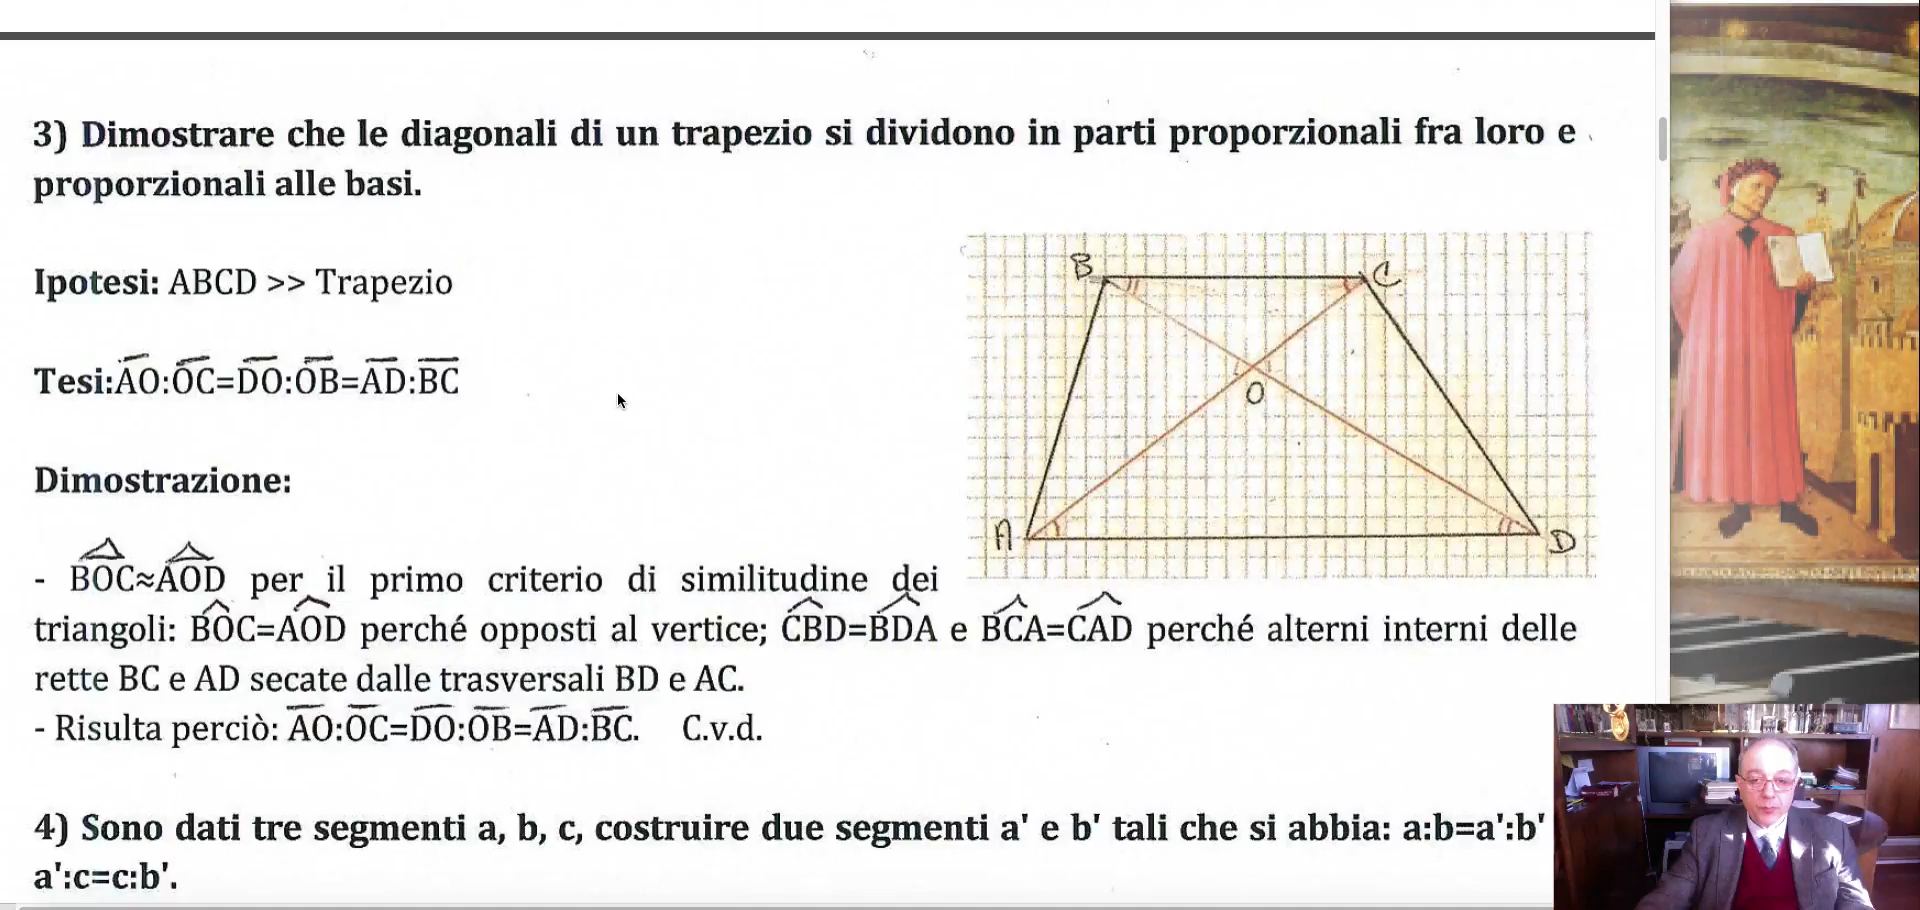 3) Dimostrare che le diagonali di un trapezio si dividono in parti proporzionali fra loro e
proporzionali alle basi.
Ipotesi: ABCD >> Trapezio
Tesi:AO:OC=DO:OB=AD:BC
Dimostrazione:
- BOC≈AOD per il primo criterio di similitudine dei
triangoli: BOC=AOD perché opposti al vertice; CBD=BDA e BCA=CAD perché alterni interni delle
rette BC e AD secate dalle trasversali BD e AC.
- Risulta perciò: AO:OC=DO:OB=AD:BC. C.v.d.
4) Sono dati tre segmenti a, b, c, costruire due segmenti a' e b' tali che si abbia: a:b=a':b'
a':c=c:b'.
B
C
O
A
D